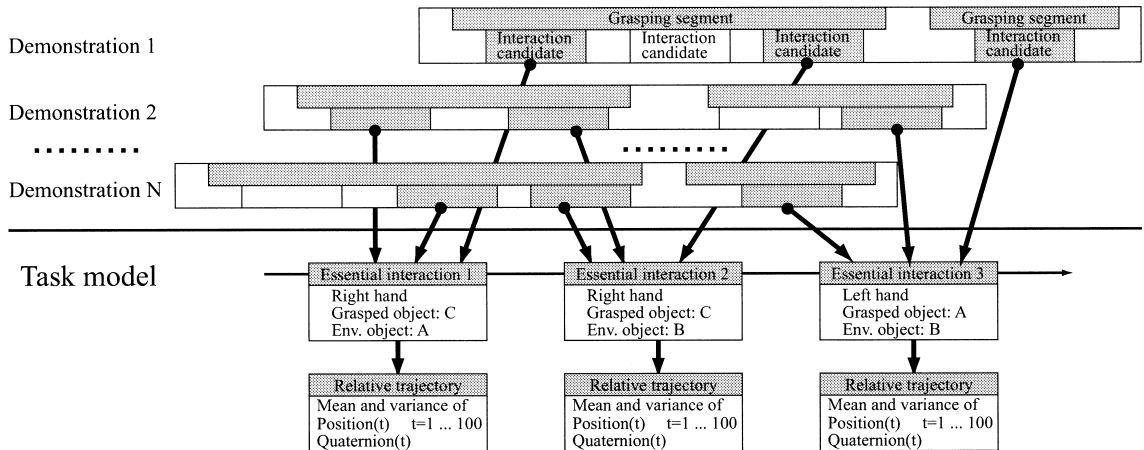 Grasping segment
Grasping segment
Demonstration 1
Interaction candidate
Interaction candidate
Interaction candidate
Interaction candidate
Demonstration 2
Demonstration N
Task model
Essential interaction 1
Right hand
Grasped object: C
Env. object: A
Essential interaction 2
Right hand
Grasped object: C
Env. object: B
Essential interaction 3
Left hand
Grasped object: A
Env. object: B
Relative trajectory
Mean and variance of
Position(t) t=1 ... 100
Quaternion(t)
Relative trajectory
Mean and variance of
Position(t) t=1 ... 100
Quaternion(t)
Relative trajectory
Mean and variance of
Position(t) t=1 ... 100
Quaternion(t)